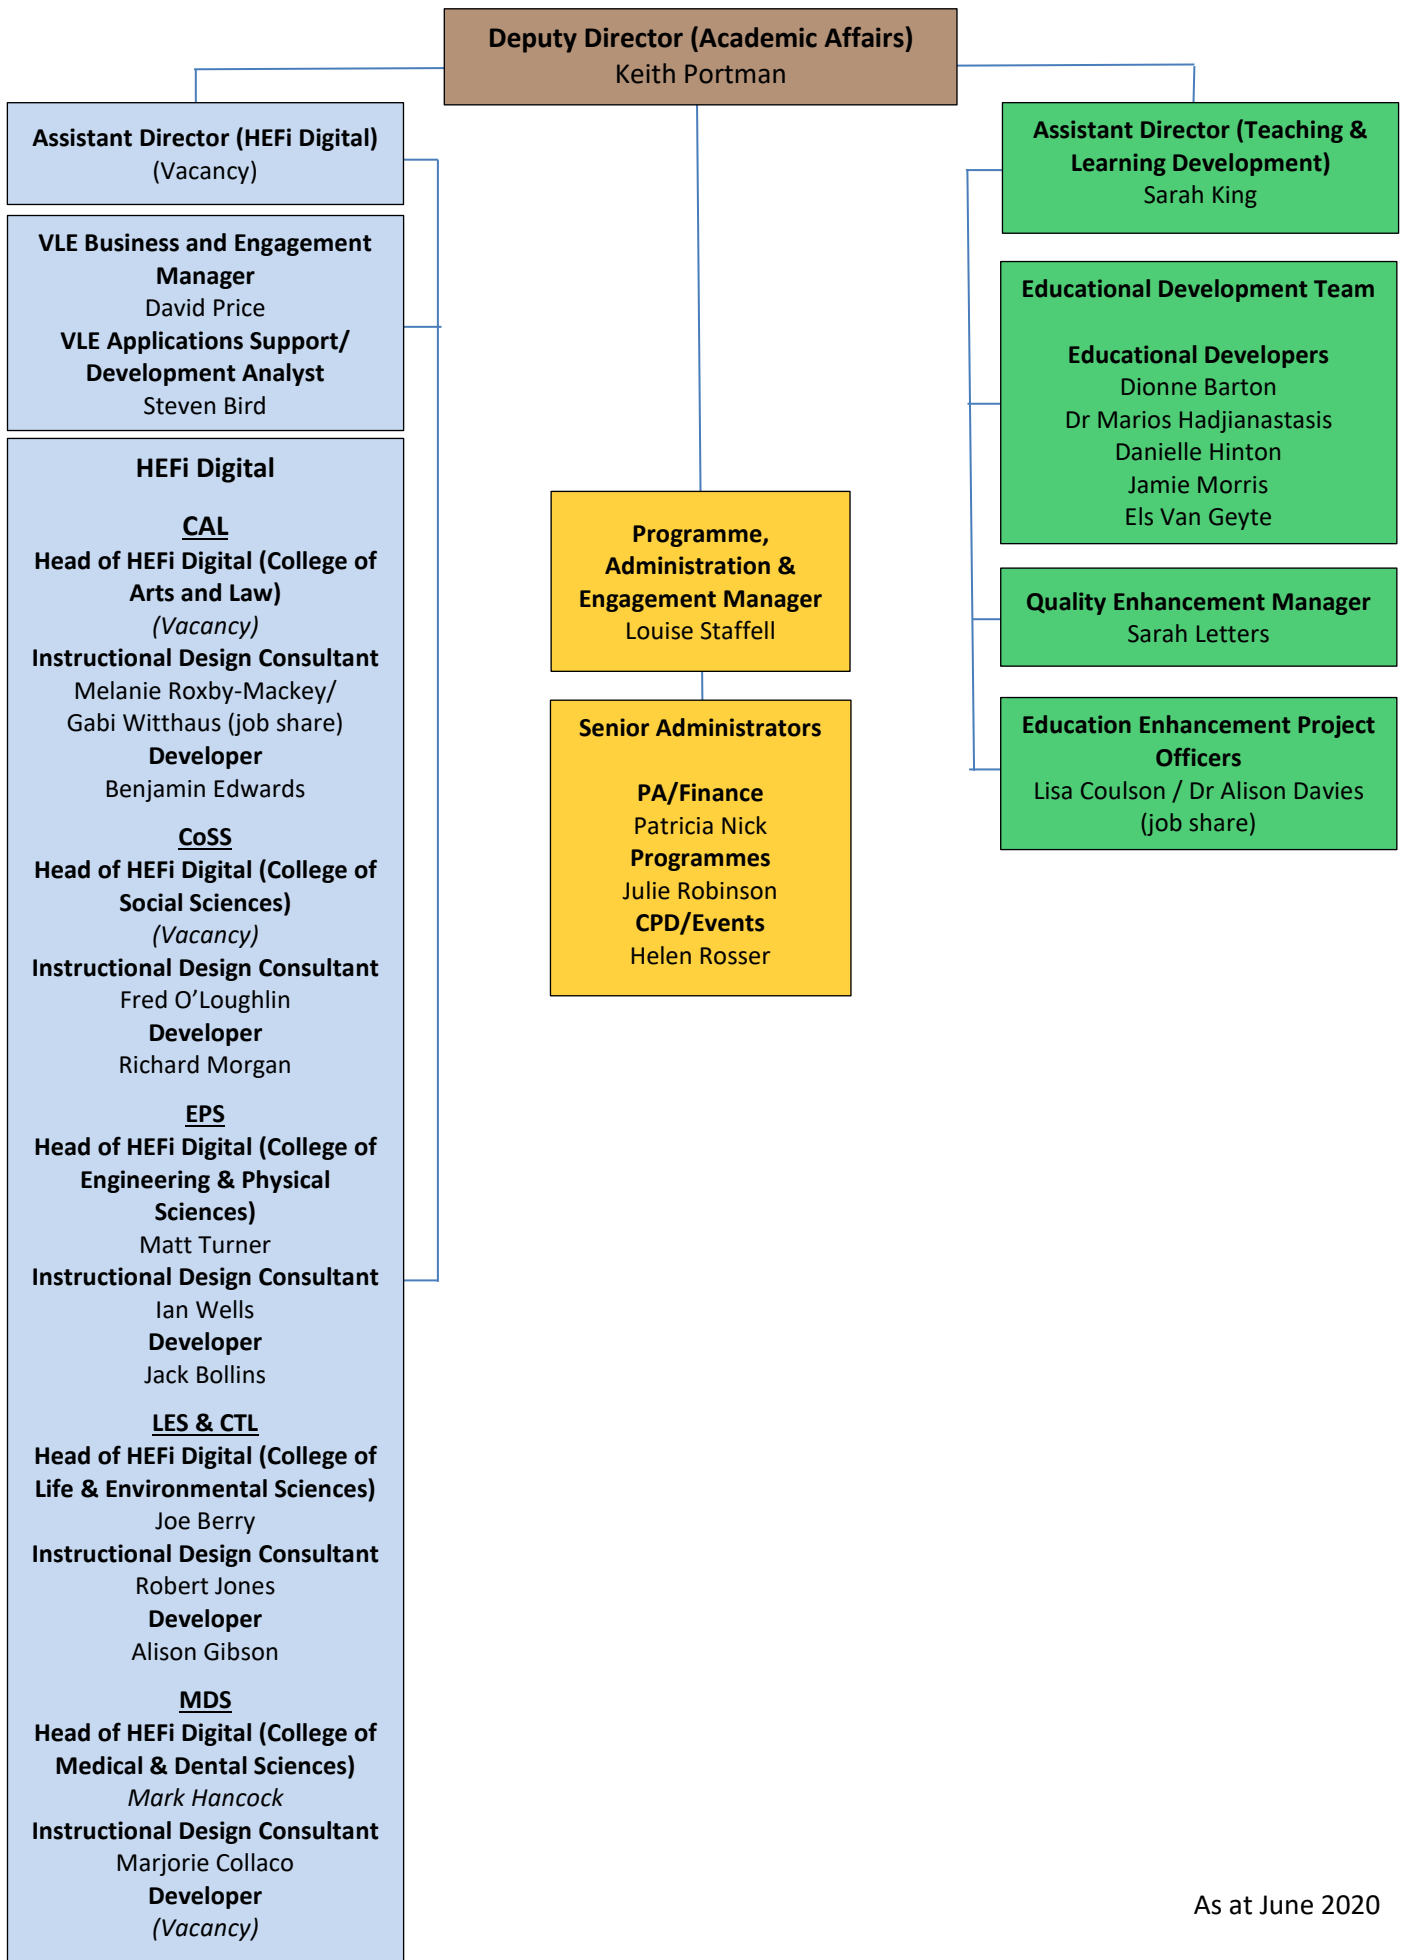 Deputy Director (Academic Affairs)
Keith Portman
Assistant Director (HEFi Digital)
(Vacancy)
VLE Business and Engagement
Manager
David Price
VLE Applications Support/
Development Analyst
Steven Bird
HEFi Digital
CAL
Head of HEFi Digital (College of
Arts and Law)
(Vacancy)
Instructional Design Consultant
Melanie Roxby-Mackey/
Gabi Witthaus (job share)
Developer
Benjamin Edwards
CoSS
Head of HEFi Digital (College of
Social Sciences)
(Vacancy)
Instructional Design Consultant
Fred O’Loughlin
Developer
Richard Morgan
EPS
Head of HEFi Digital (College of
Engineering & Physical
Sciences)
Matt Turner
Instructional Design Consultant
Ian Wells
Developer
Jack Bollins
LES & CTL
Head of HEFi Digital (College of
Life & Environmental Sciences)
Joe Berry
Instructional Design Consultant
Robert Jones
Developer
Alison Gibson
MDS
Head of HEFi Digital (College of
Medical & Dental Sciences)
Mark Hancock
Instructional Design Consultant
Marjorie Collaco
Developer
(Vacancy)
Programme,
Administration &
Engagement Manager
Louise Staffell
Senior Administrators
PA/Finance
Patricia Nick
Programmes
Julie Robinson
CPD/Events
Helen Rosser
Assistant Director (Teaching &
Learning Development)
Sarah King
Educational Development Team
Educational Developers
Dionne Barton
Dr Marios Hadjianastasis
Danielle Hinton
Jamie Morris
Els Van Geyte
Quality Enhancement Manager
Sarah Letters
Education Enhancement Project
Officers
Lisa Coulson / Dr Alison Davies
(job share)
As at June 2020